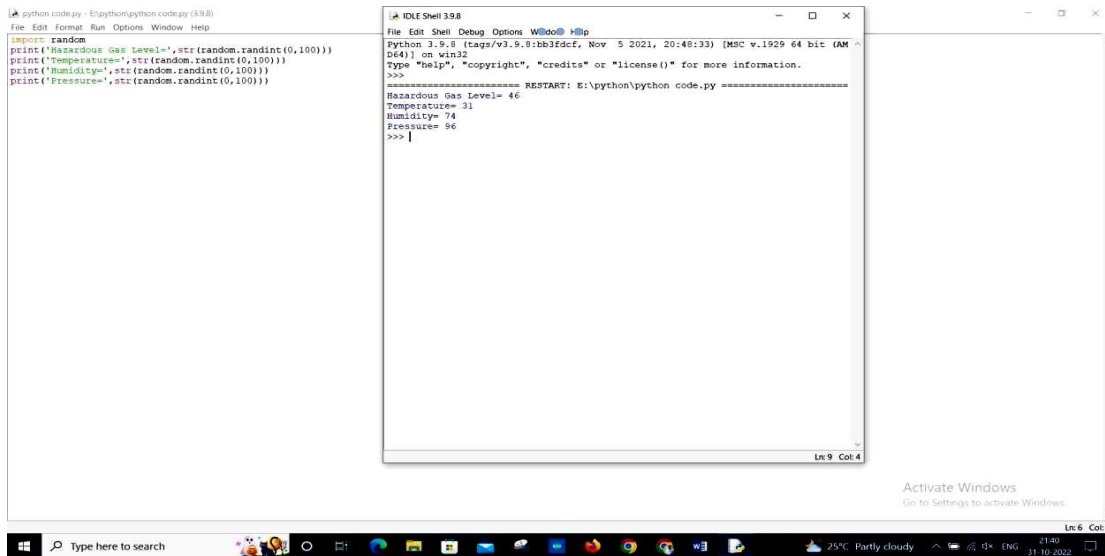 python code.py - E:\python\python code.py (3.9.8)
File Edit Format Run Options Window Help
import random
print('Hazardous Gas Level=',str(random.randint(0,100)))
print('Temperature=',str(random.randint(0,100)))
print('Humidity=',str(random.randint(0,100)))
print('Pressure=',str(random.randint(0,100)))
IDLE Shell 3.9.8
File Edit Shell Debug Options
Python 3.9.8 (tags/v3.9.8:bb3fdcf, Nov 5 2021, 20:48:33) [MSC v.1929 64 bit (AM
D64)] on win32
Type "help", "copyright", "credits" or "license()" for more information.
>>>
====================== RESTART: E:\python\python code.py ======================
Hazardous Gas Level= 46
Temperature= 31
Humidity= 74
Pressure= 96
>>>
Ln: 9 Col: 4
Activate Windows
Go to Settings to activate Windows.
Ln: 6 Col:
Type here to search
25°C Partly cloudy
ENG
21:40
31-10-2022